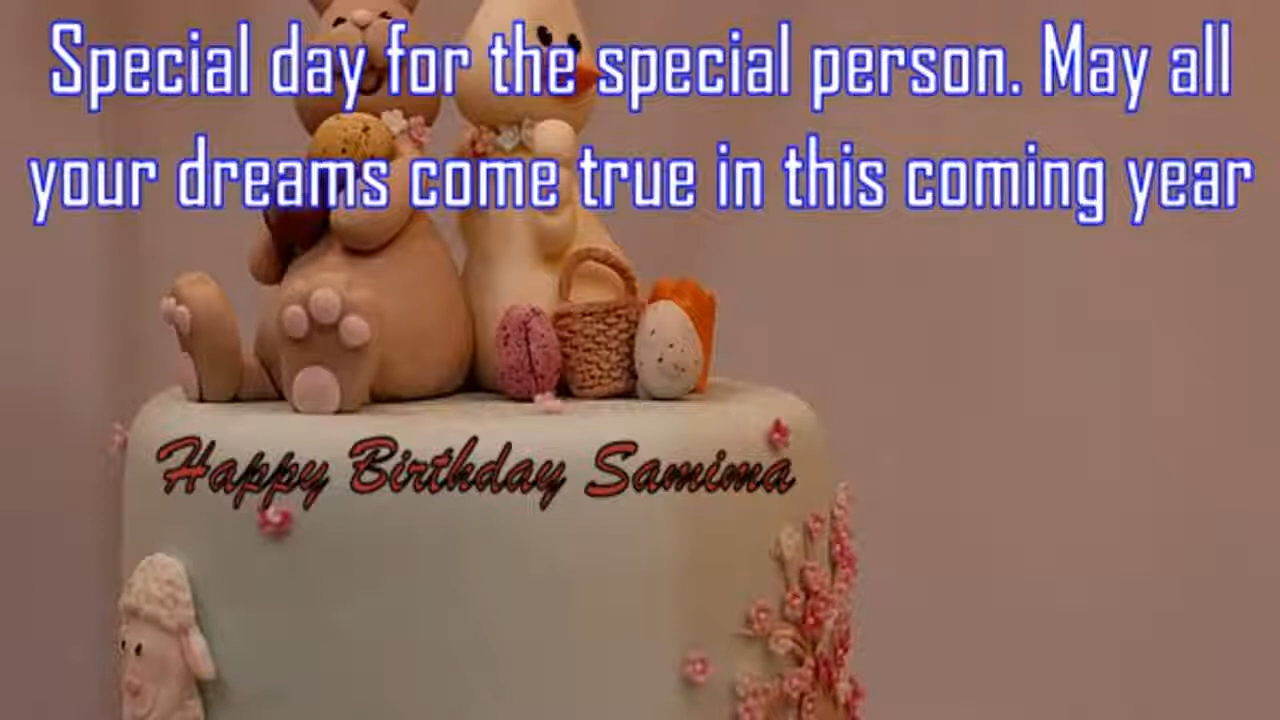 Special day for the special person. May all
your dreams come true in this coming year
Happy Birthday Samima